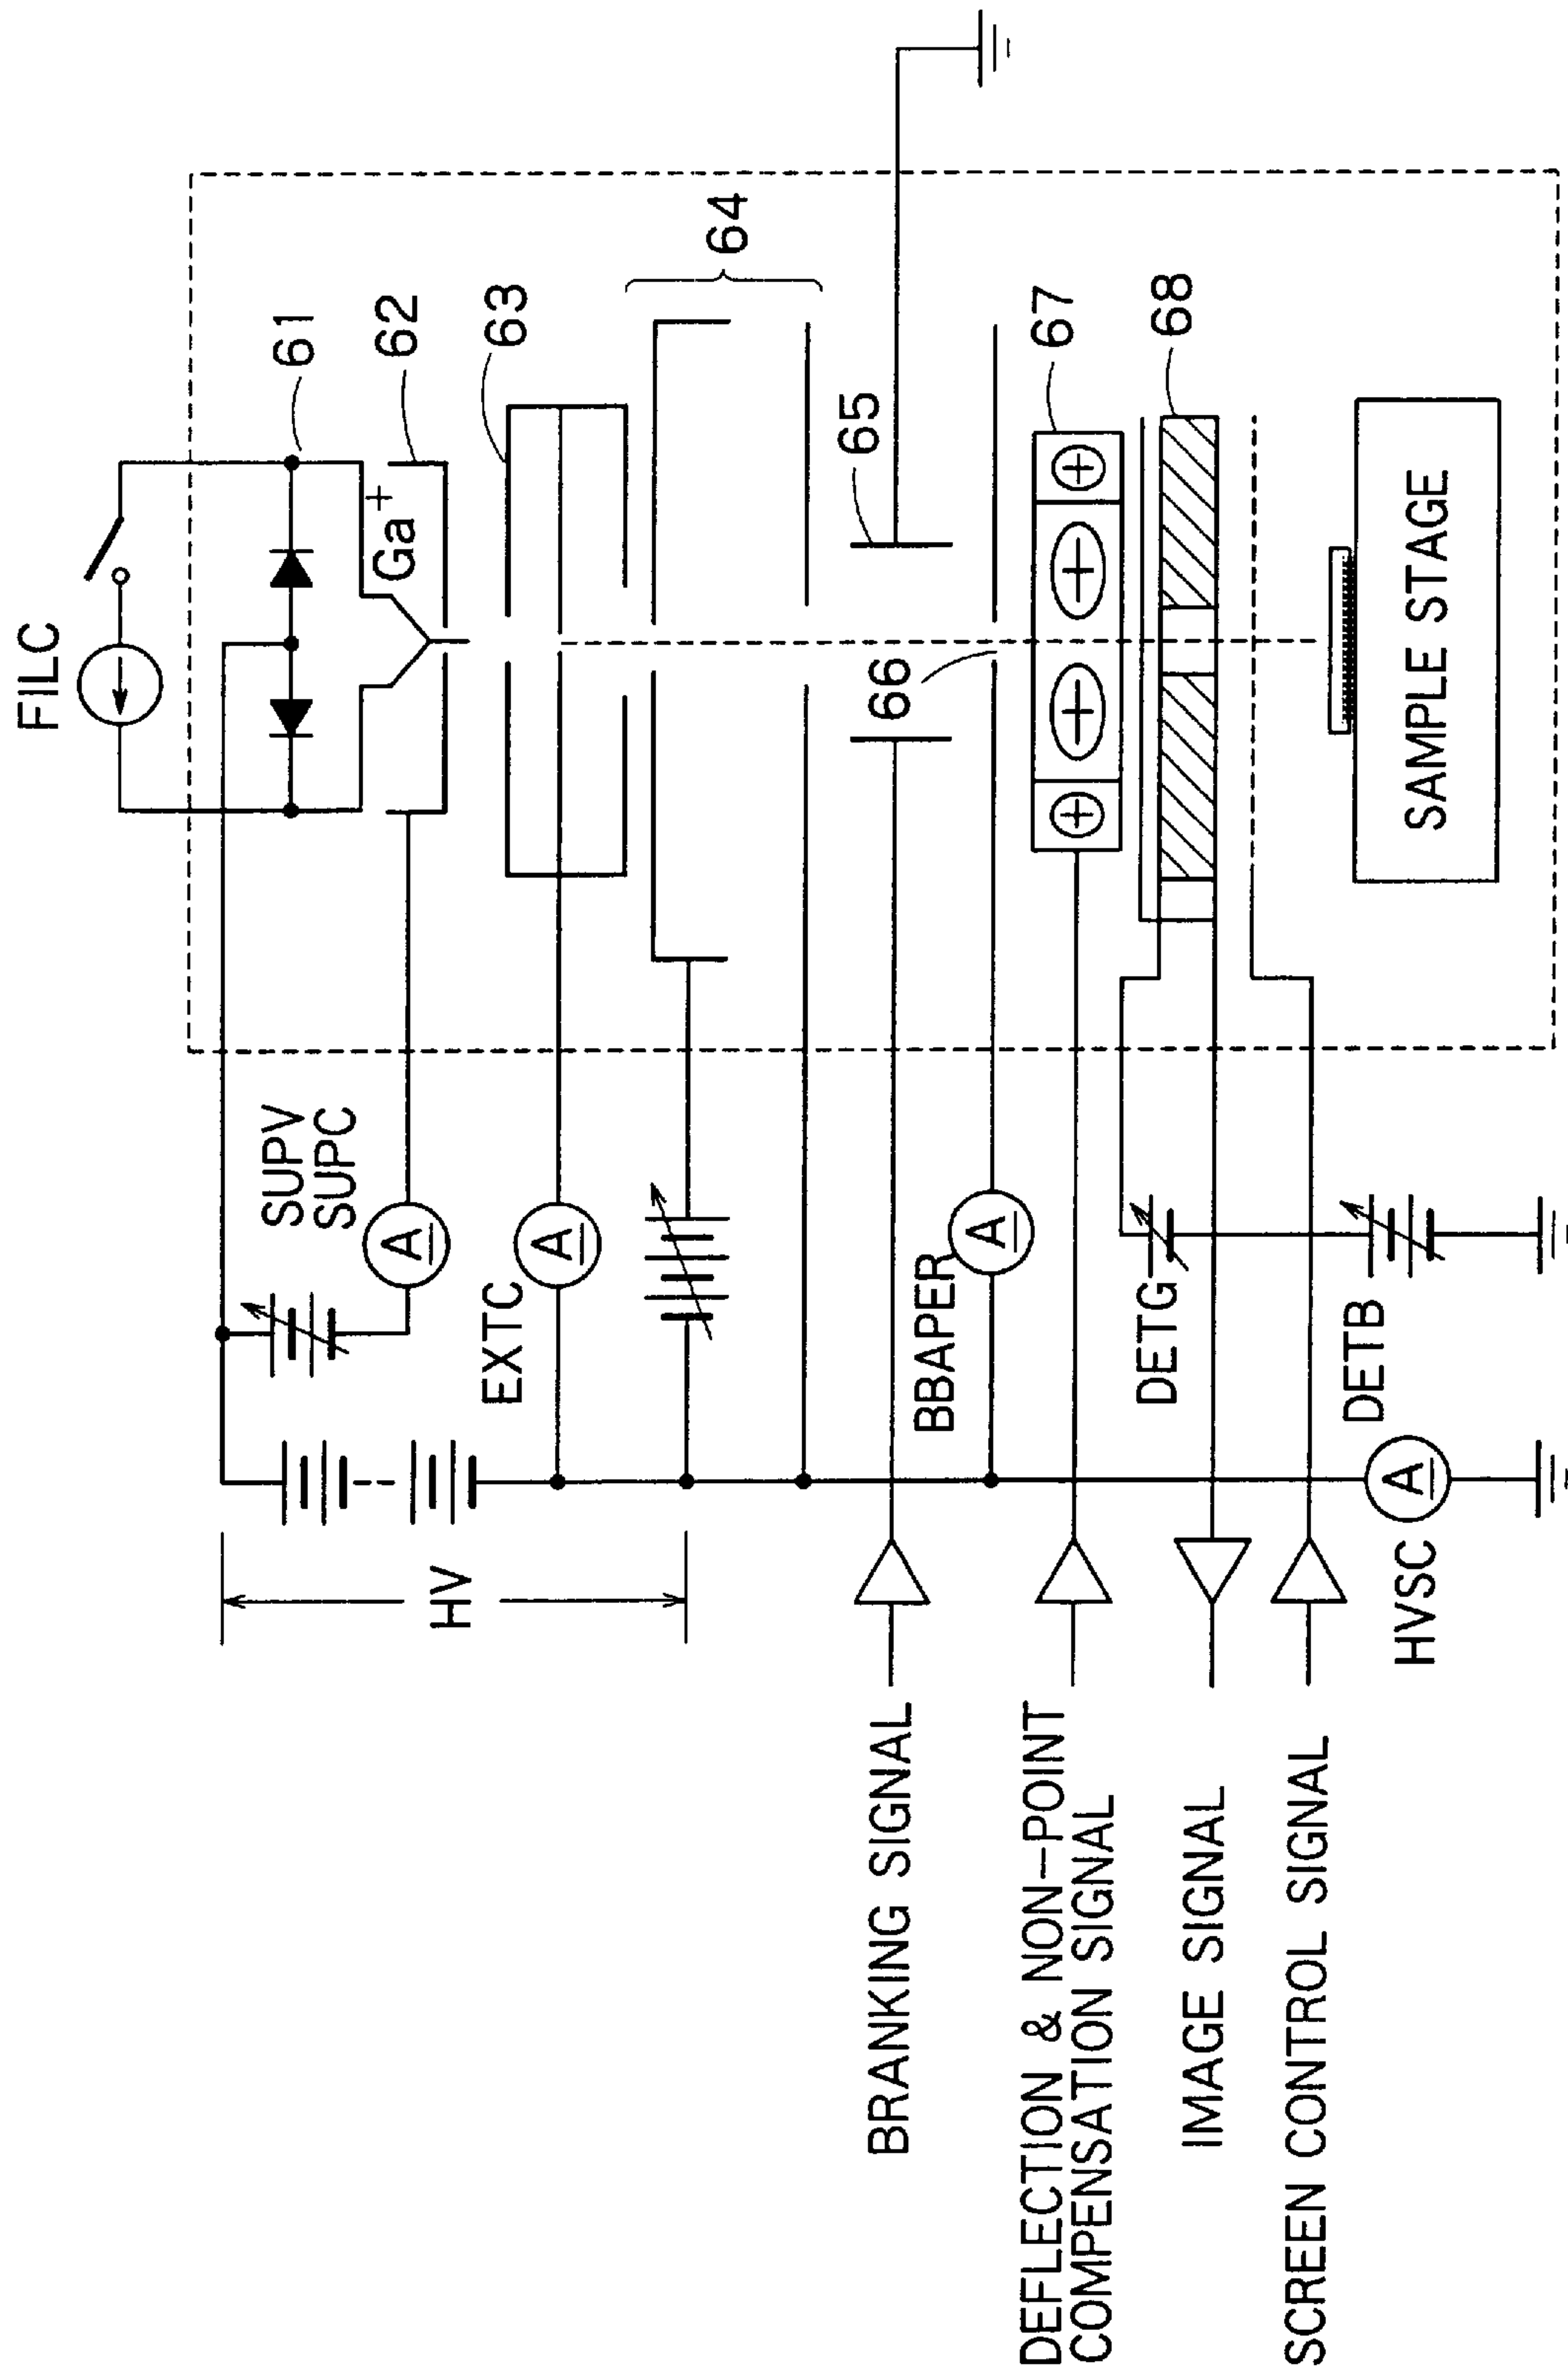 FILC
61
Ga+
62
63
64
65
66
67
68
SAMPLE STAGE
SUPV
SUPC
EXTC
HV
BBAPER
DETG
DETB
HVSC
A
A
A
A
BRANKING SIGNAL
DEFLECTION & NON-POINT
COMPENSATION SIGNAL
IMAGE SIGNAL
SCREEN CONTROL SIGNAL